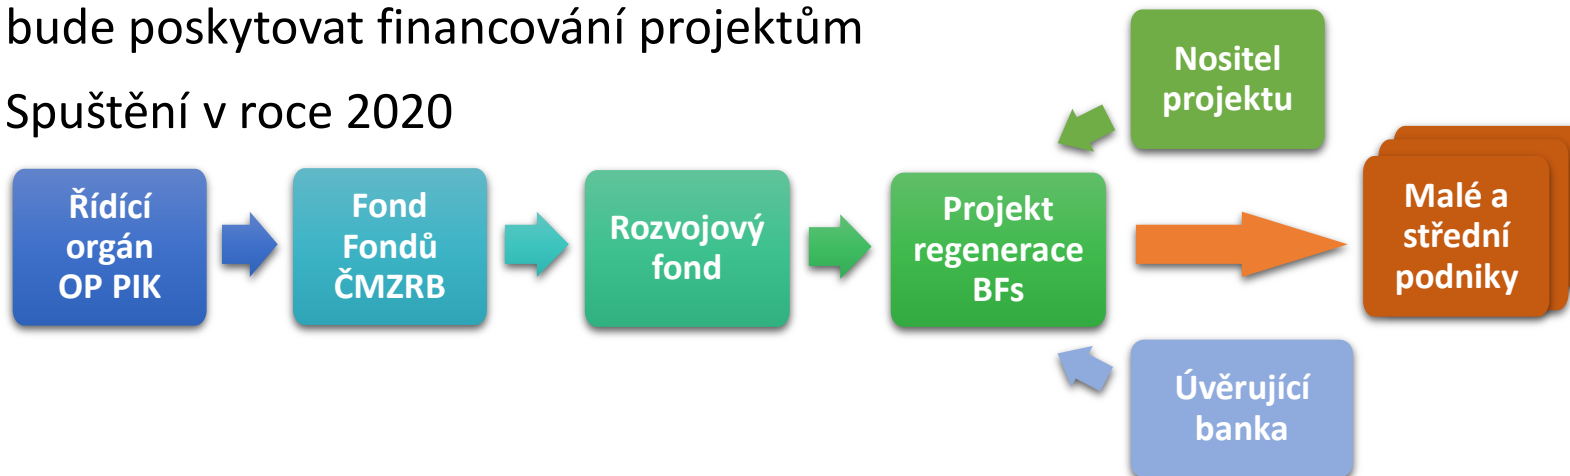 bude poskytovat financování projektům
Spuštění v roce 2020
Řídící
orgán
OP PIK
Fond
Fondů
ČMZRB
Rozvojový
fond
Projekt
regenerace
BFs
Nositel
projektu
Úvěrující
banka
Malé a
střední
podniky